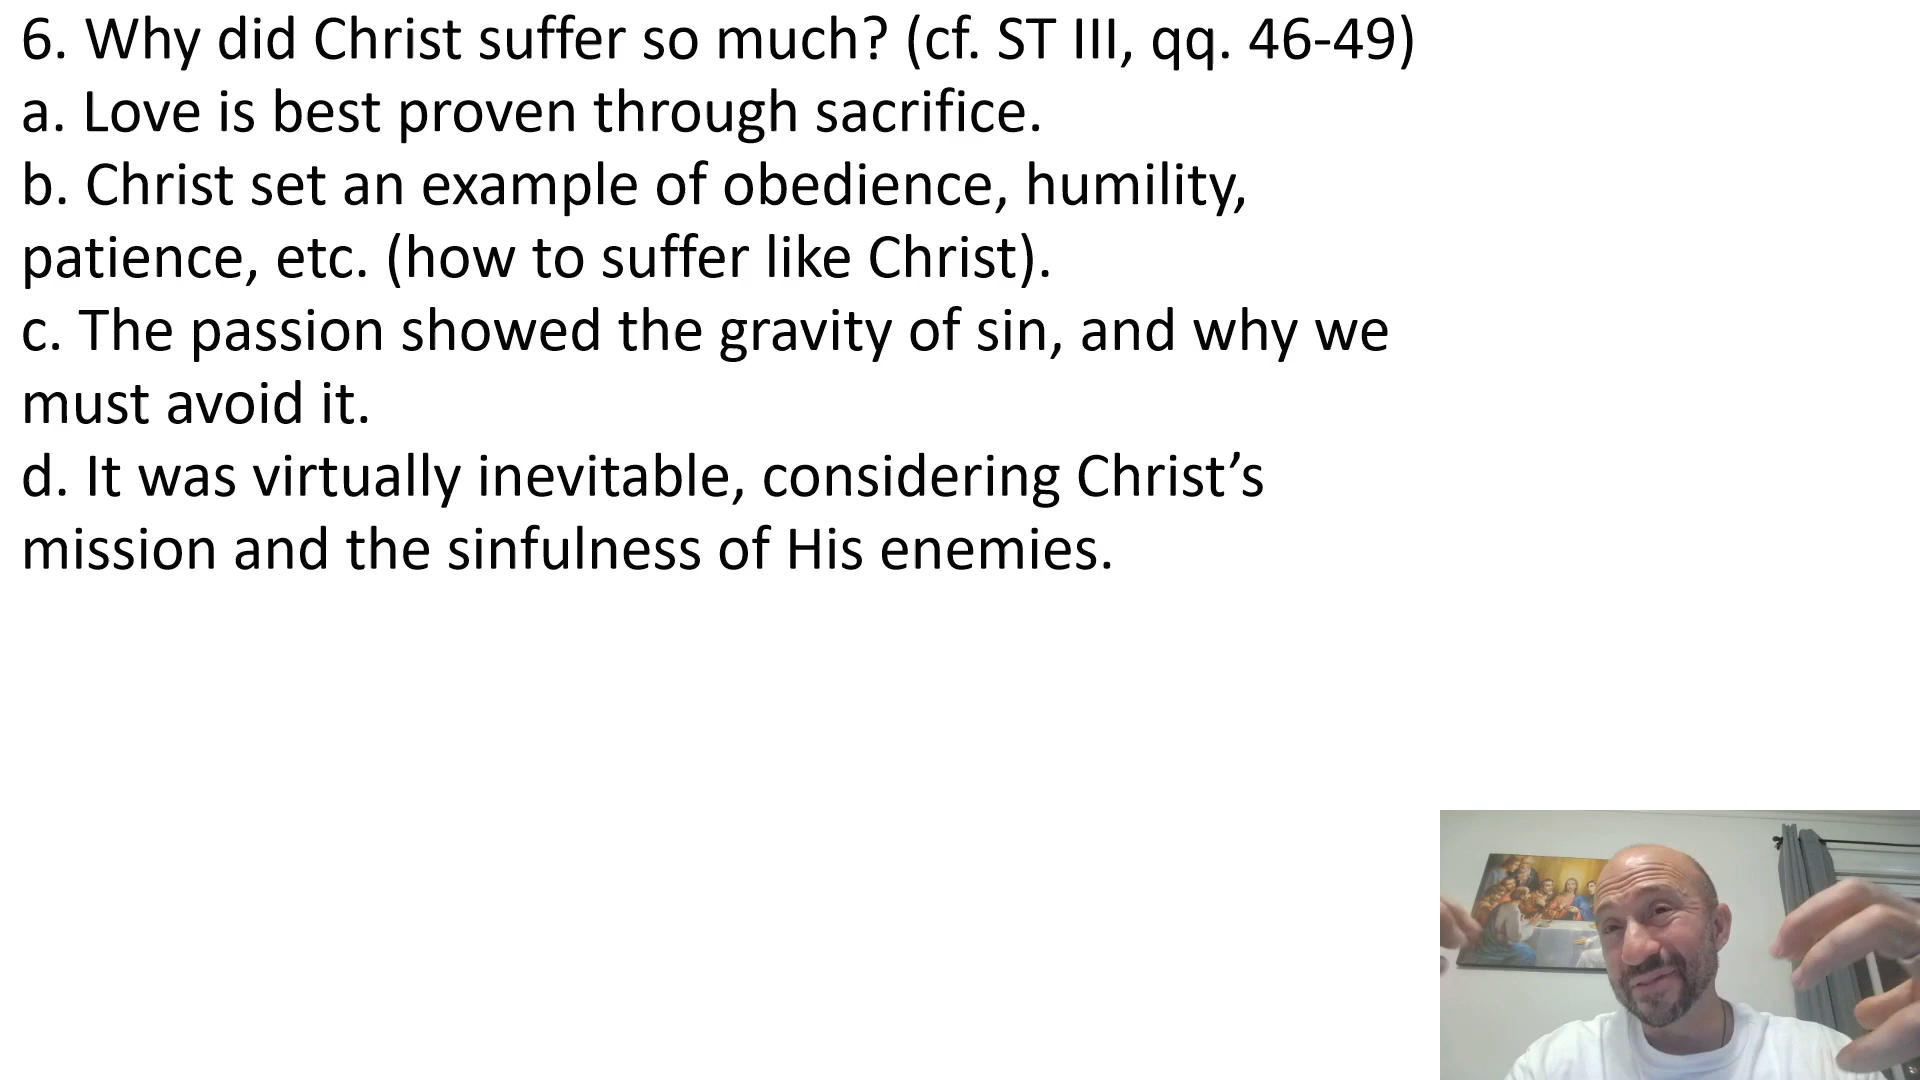 6. Why did Christ suffer so much? (cf. ST III, qq. 46-49)
a. Love is best proven through sacrifice.
b. Christ set an example of obedience, humility,
patience, etc. (how to suffer like Christ).
c. The passion showed the gravity of sin, and why we
must avoid it.
d. It was virtually inevitable, considering Christ’s
mission and the sinfulness of His enemies.